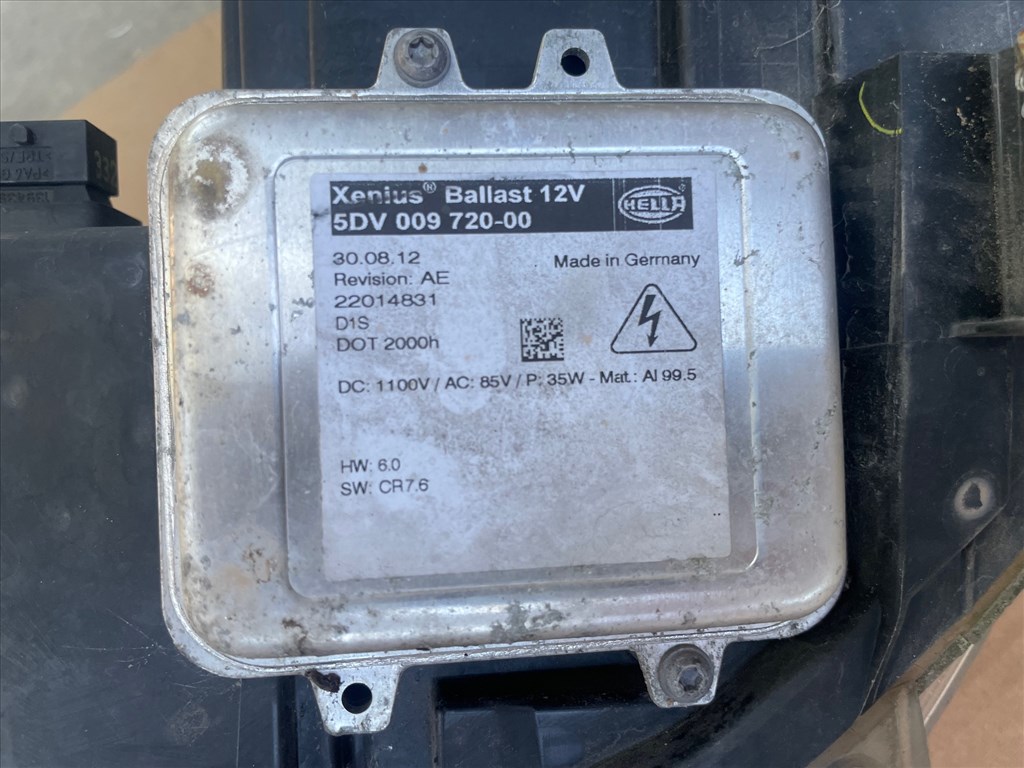 Xenius® Ballast 12V
HELLA
5DV 009 720-00
30.08.12
Made in Germany
Revision: AE
22014831
D1S
DOT 2000h
DC: 1100V / AC: 85V / P: 35W - Mat.: Al 99.5
HW: 6.0
SW: CR7.6